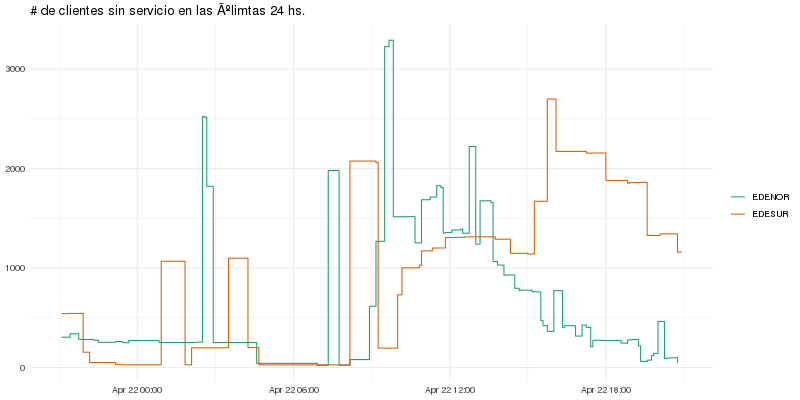 # de clientes sin servicio en las Ãºlimtas 24 hs.
3000
2000
1000
0
Apr 22 00:00
Apr 22 06:00
Apr 22 12:00
Apr 22 18:00
EDENOR
EDESUR